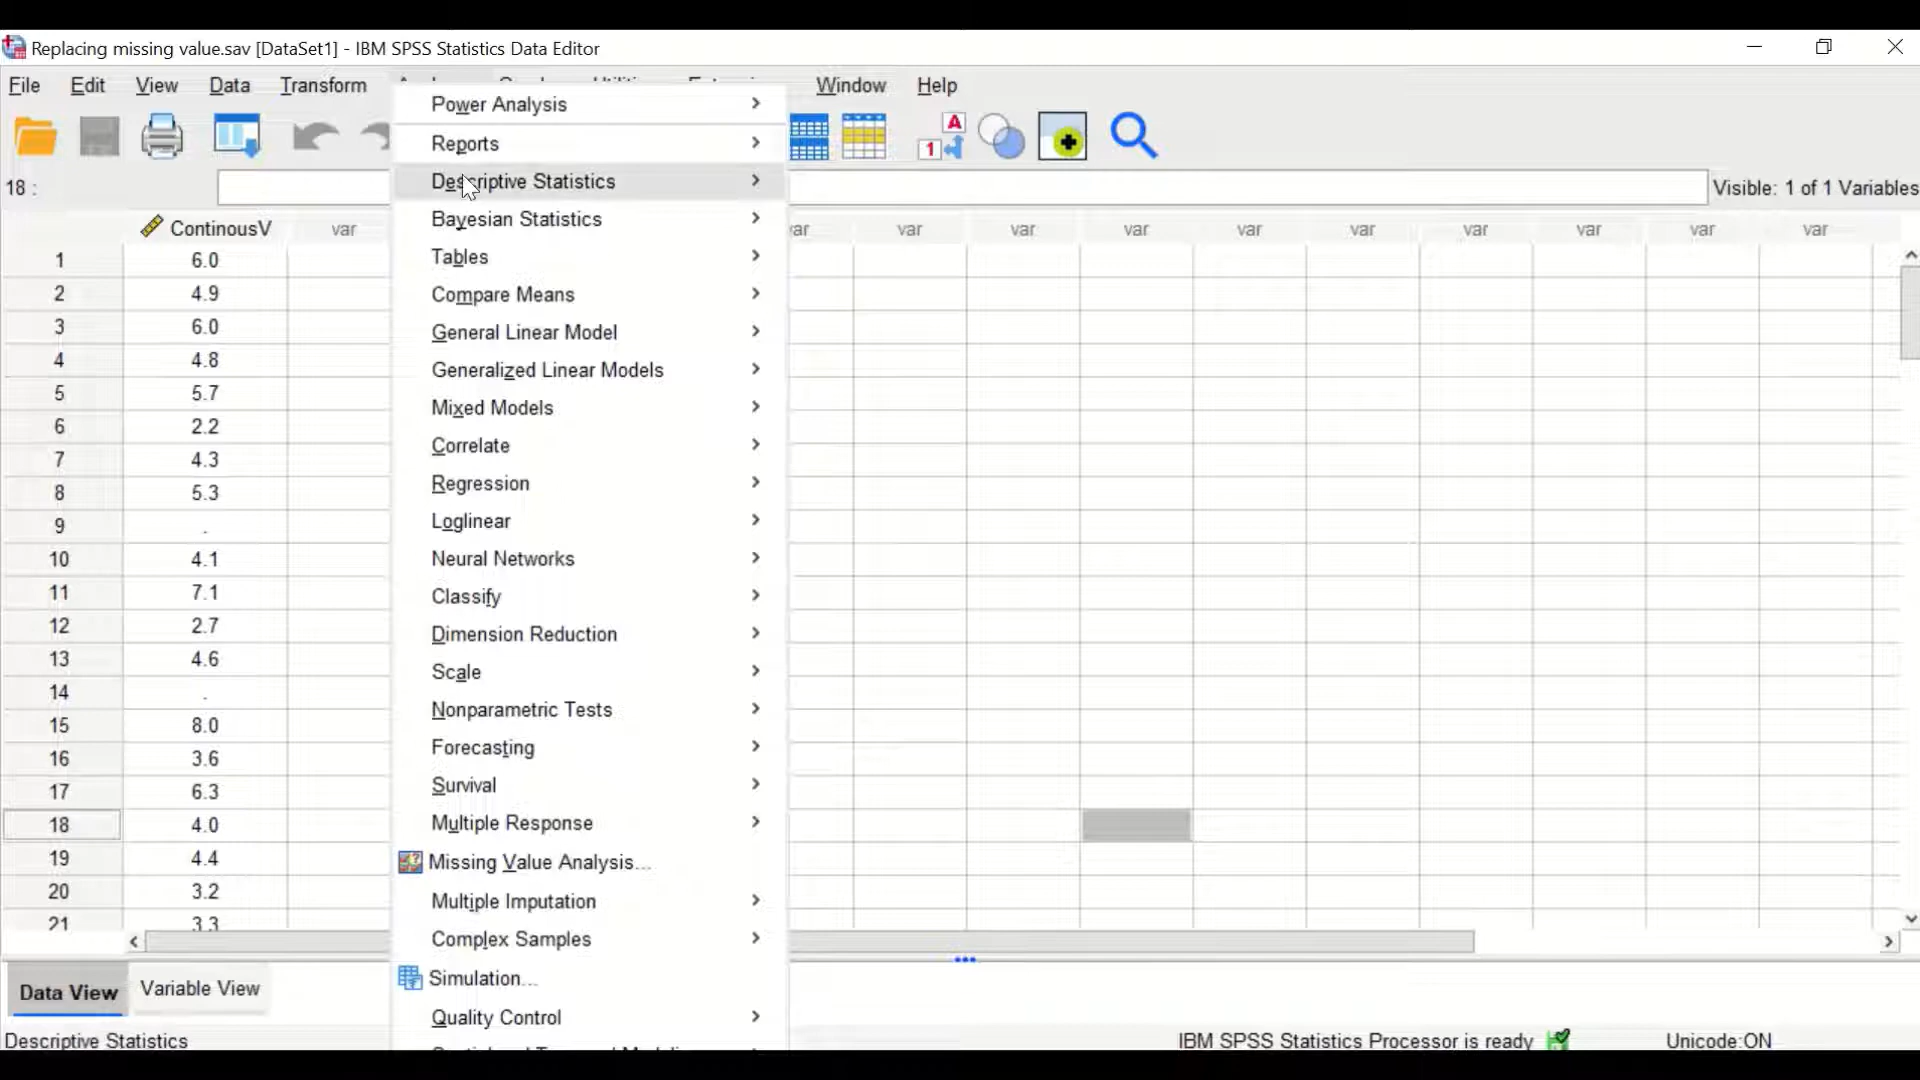 Replacing missing value.sav [DataSet1] - IBM SPSS Statistics Data Editor
File Edit View Data Transform Window Help
1 A
18 : Visible: 1 of 1 Variables
ContinousV var var var var var var var var var var
1 6.0
2 4.9
3 6.0
4 4.8
5 5.7
6 2.2
7 4.3
8 5.3
9 .
10 4.1
11 7.1
12 2.7
13 4.6
14 .
15 8.0
16 3.6
17 6.3
18 4.0
19 4.4
20 3.2
21 3.3
Power Analysis
Reports
Descriptive Statistics
Bayesian Statistics
Tables
Compare Means
General Linear Model
Generalized Linear Models
Mixed Models
Correlate
Regression
Loglinear
Neural Networks
Classify
Dimension Reduction
Scale
Nonparametric Tests
Forecasting
Survival
Multiple Response
Missing Value Analysis...
Multiple Imputation
Complex Samples
Simulation...
Quality Control
Data View Variable View
Descriptive Statistics IBM SPSS Statistics Processor is ready Unicode:ON